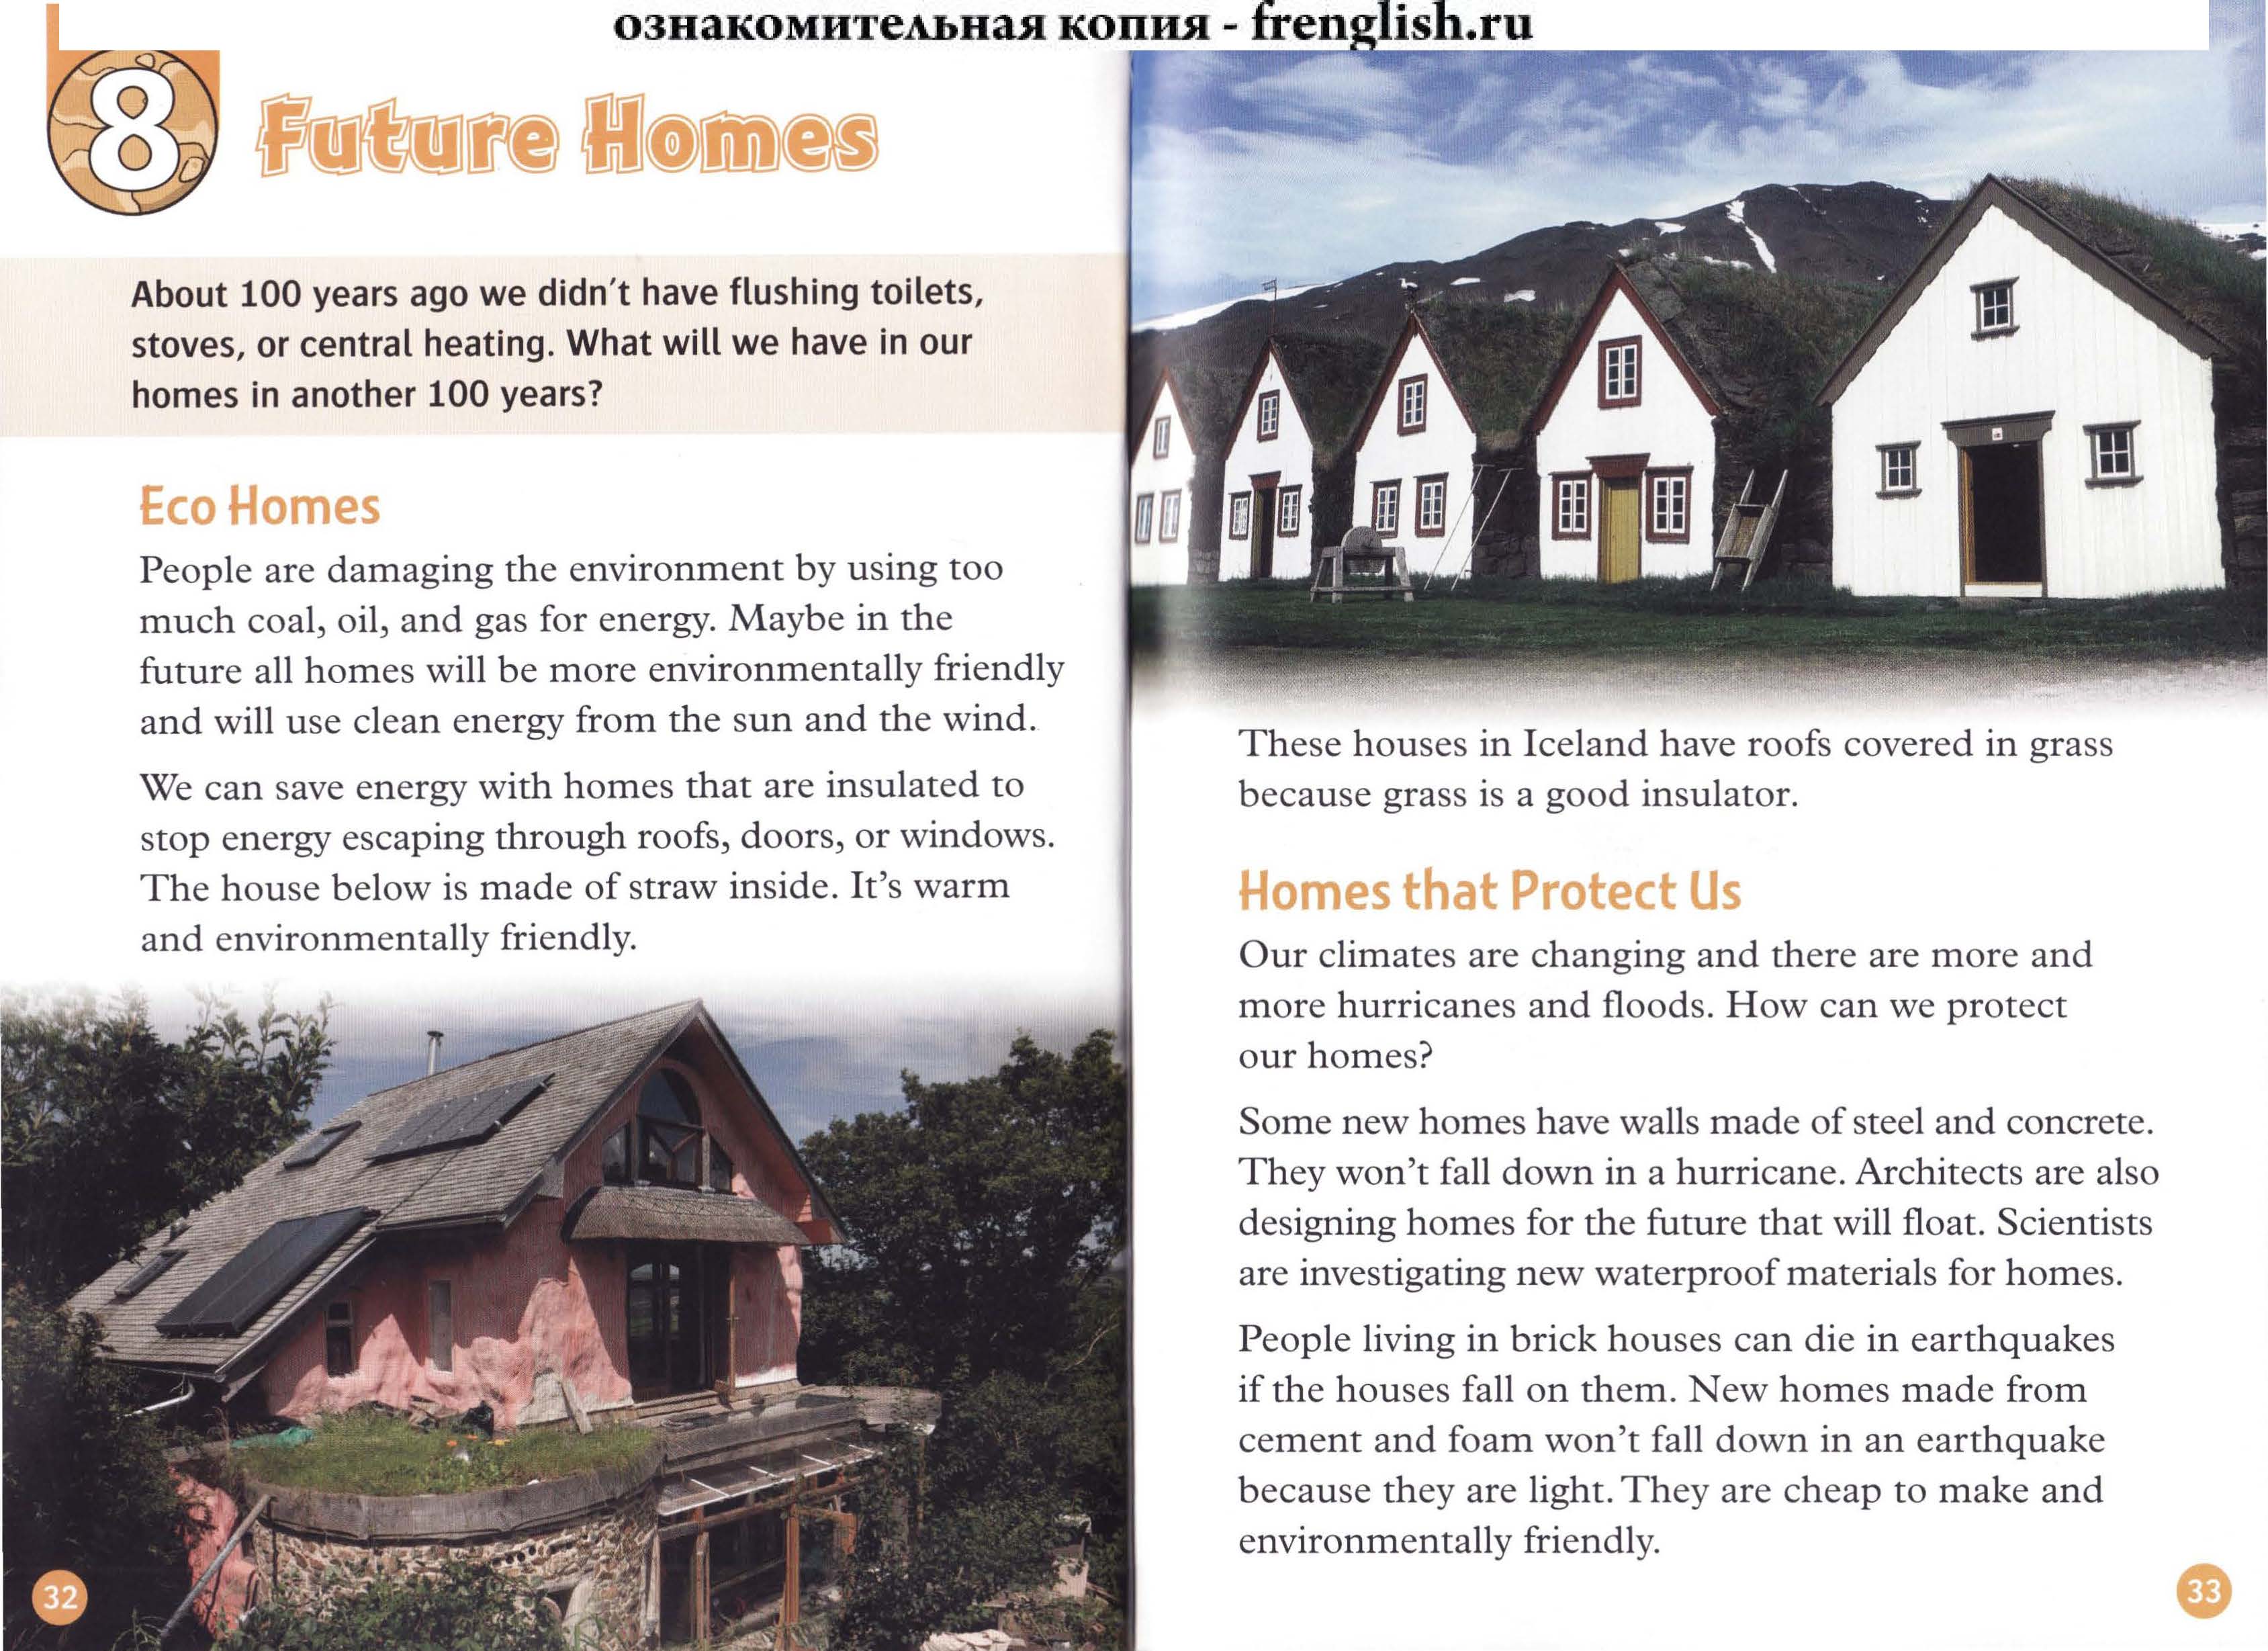 ознакомительная копия - frenglish.ru
8
Future Homes
About 100 years ago we didn't have flushing toilets,
stoves, or central heating. What will we have in our
homes in another 100 years?
Eco Homes
People are damaging the environment by using too
much coal, oil, and gas for energy. Maybe in the
future all homes will be more environmentally friendly
and will use clean energy from the sun and the wind.
We can save energy with homes that are insulated to
stop energy escaping through roofs, doors, or windows.
The house below is made of straw inside. It's warm
and environmentally friendly.
32
These houses in Iceland have roofs covered in grass
because grass is a good insulator.
Homes that Protect Us
Our climates are changing and there are more and
more hurricanes and floods. How can we protect
our homes?
Some new homes have walls made of steel and concrete.
They won't fall down in a hurricane. Architects are also
designing homes for the future that will float. Scientists
are investigating new waterproof materials for homes.
People living in brick houses can die in earthquakes
if the houses fall on them. New homes made from
cement and foam won't fall down in an earthquake
because they are light. They are cheap to make and
environmentally friendly.
33